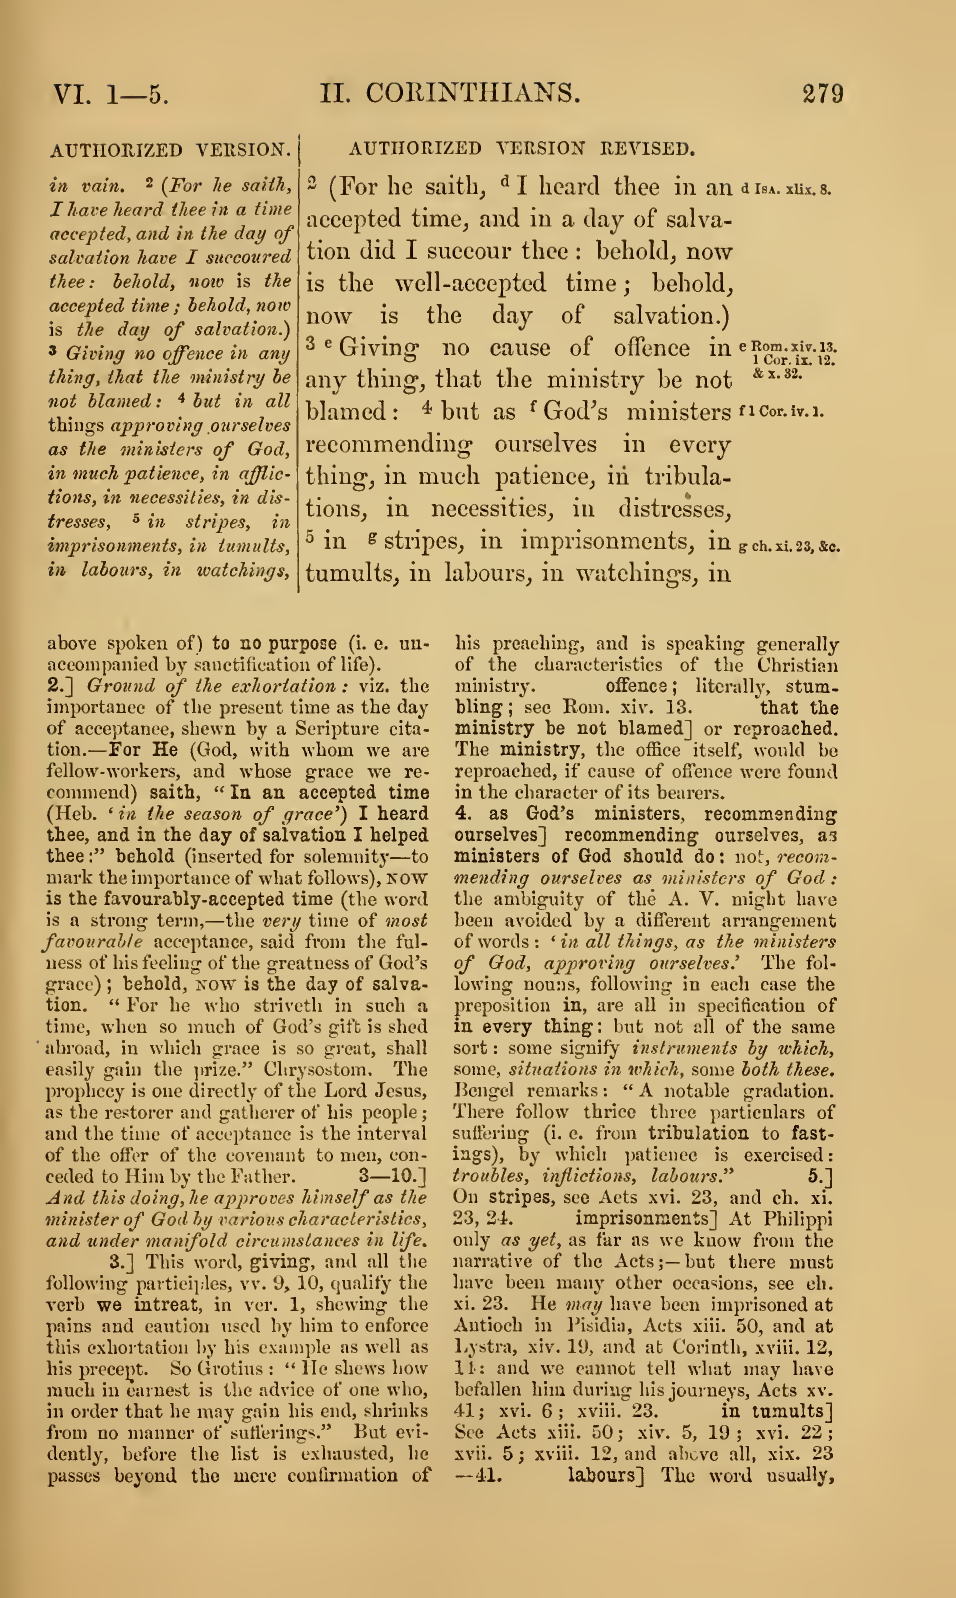 VI. 1—5.
II. CORINTHIANS.
279
AUTHORIZED VERSION.
in vain. 2 (For he saith,
I have heard thee in a time
accepted, and in the day of
salvation have I succoured
thee: behold, now is the
accepted time; behold, now
is the day of salvation.)
3 Giving no offence in any
thing, that the ministry be
not blamed: 4 but in all
things approving ourselves
as the ministers of God,
in much patience, in afflic-
tions, in necessities, in dis-
tresses, 5 in stripes, in
imprisonments, in tumults,
in labours, in watchings,
AUTHORIZED VERSION REVISED.
2 (For he saith, d I heard thee in an
accepted time, and in a day of salva-
tion did I succour thee: behold, now
is the well-accepted time; behold,
now is the day of salvation.)
3 e Giving no cause of offence in
any thing, that the ministry be not
blamed: 4 but as f God's ministers
recommending ourselves in every
thing, in much patience, in tribula-
tions, in necessities, in distresses,
5 in g stripes, in imprisonments, in
tumults, in labours, in watchings, in
d Isa. xlix. 8.
e Rom. xiv. 13.
1 Cor. ix. 12.
& x. 32.
f 1 Cor. iv. 1.
g ch. xi. 23, &c.
above spoken of) to no purpose (i. e. un-
accompanied by sanctification of life).
2.] Ground of the exhortation: viz. the
importance of the present time as the day
of acceptance, shewn by a Scripture cita-
tion.—For He (God, with whom we are
fellow-workers, and whose grace we re-
commend) saith, "In an accepted time
(Heb. 'in the season of grace') I heard
thee, and in the day of salvation I helped
thee:" behold (inserted for solemnity—to
mark the importance of what follows), NOW
is the favourably-accepted time (the word
is a strong term,—the very time of most
favourable acceptance, said from the ful-
ness of his feeling of the greatness of God's
grace); behold, NOW is the day of salva-
tion. "For he who striveth in such a
time, when so much of God's gift is shed
abroad, in which grace is so great, shall
easily gain the prize." Chrysostom. The
prophecy is one directly of the Lord Jesus,
as the restorer and gatherer of his people;
and the time of acceptance is the interval
of the offer of the covenant to men, con-
ceded to Him by the Father. 3—10.]
And this doing, he approves himself as the
minister of God by various characteristics,
and under manifold circumstances in life.
3.] This word, giving, and all the
following participles, vv. 9, 10, qualify the
verb we intreat, in ver. 1, shewing the
pains and caution used by him to enforce
this exhortation by his example as well as
his precept. So Grotius: "He shews how
much in earnest is the advice of one who,
in order that he may gain his end, shrinks
from no manner of sufferings." But evi-
dently, before the list is exhausted, he
passes beyond the mere confirmation of
his preaching, and is speaking generally
of the characteristics of the Christian
ministry. offence; literally, stum-
bling; see Rom. xiv. 13. that the
ministry be not blamed] or reproached.
The ministry, the office itself, would be
reproached, if cause of offence were found
in the character of its bearers.
4. as God's ministers, recommending
ourselves] recommending ourselves, as
ministers of God should do: not, recom-
mending ourselves as ministers of God:
the ambiguity of the A. V. might have
been avoided by a different arrangement
of words: 'in all things, as the ministers
of God, approving ourselves.' The fol-
lowing nouns, following in each case the
preposition in, are all in specification of
in every thing: but not all of the same
sort: some signify instruments by which,
some, situations in which, some both these.
Bengel remarks: "A notable gradation.
There follow thrice three particulars of
suffering (i. e. from tribulation to fast-
ings), by which patience is exercised:
troubles, inflictions, labours." 5.]
On stripes, see Acts xvi. 23, and ch. xi.
23, 24. imprisonments] At Philippi
only as yet, as far as we know from the
narrative of the Acts;—but there must
have been many other occasions, see ch.
xi. 23. He may have been imprisoned at
Antioch in Pisidia, Acts xiii. 50, and at
Lystra, xiv. 19, and at Corinth, xviii. 12,
14: and we cannot tell what may have
befallen him during his journeys, Acts xv.
41; xvi. 6; xviii. 23. in tumults]
See Acts xiii. 50; xiv. 5, 19; xvi. 22;
xvii. 5; xviii. 12, and above all, xix. 23
—41. labours] The word usually,